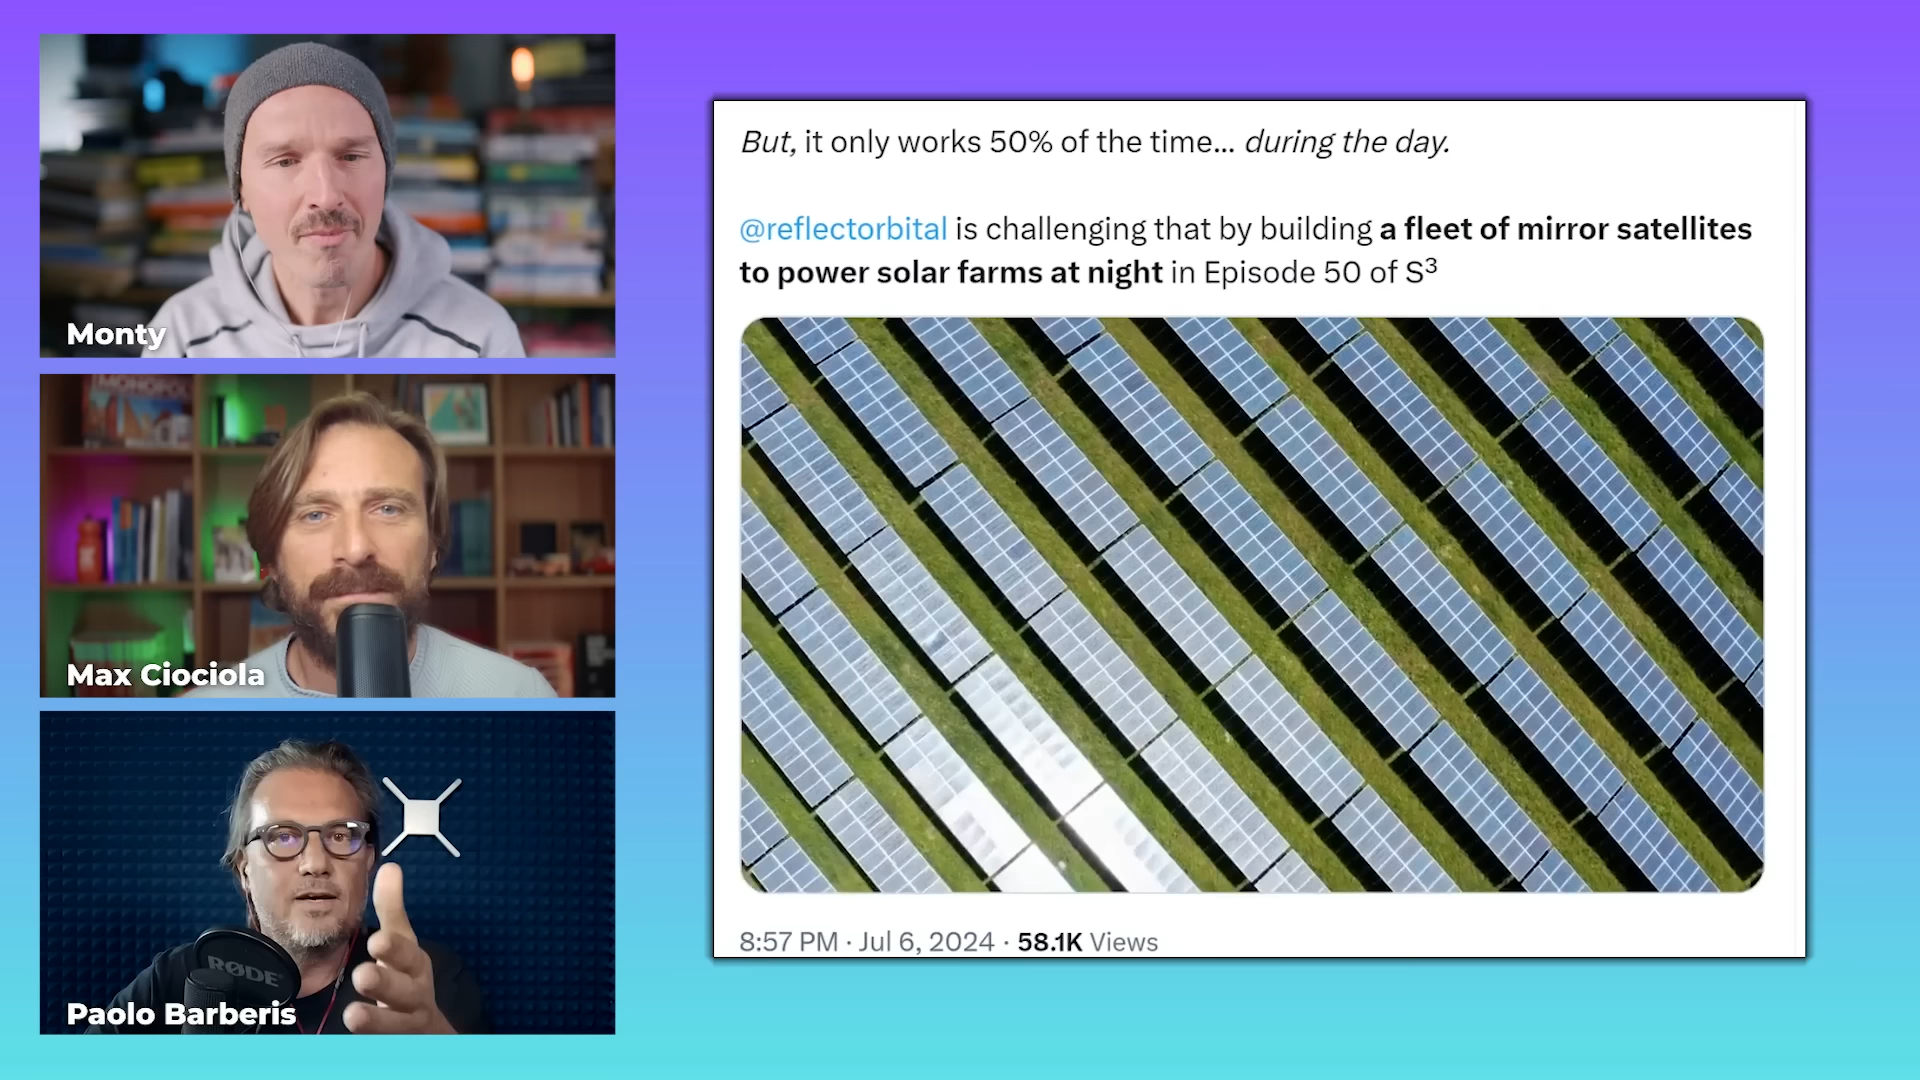 Monty
MONOPOL
Max Ciociola
RØDE
Paolo Barberis
But, it only works 50% of the time... during the day.
@reflectorbital is challenging that by building a fleet of mirror satellites
to power solar farms at night in Episode 50 of S³
8:57 PM · Jul 6, 2024 · 58.1K Views